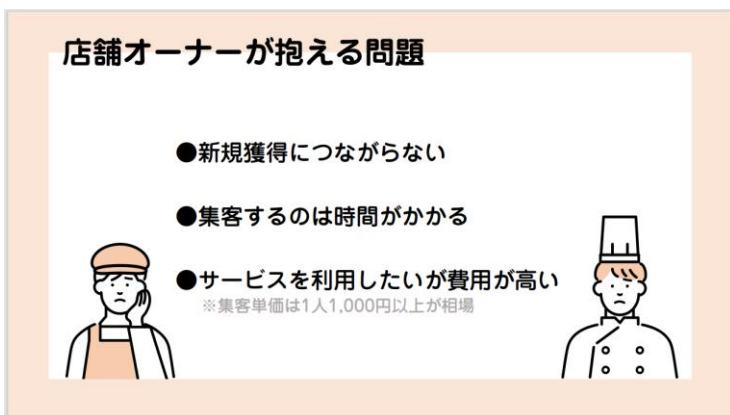 店舗オーナーが抱える問題
●新規獲得につながらない
●集客するのは時間がかかる
●サービスを利用したいが費用が高い
※集客単価は1人1,000円以上が相場